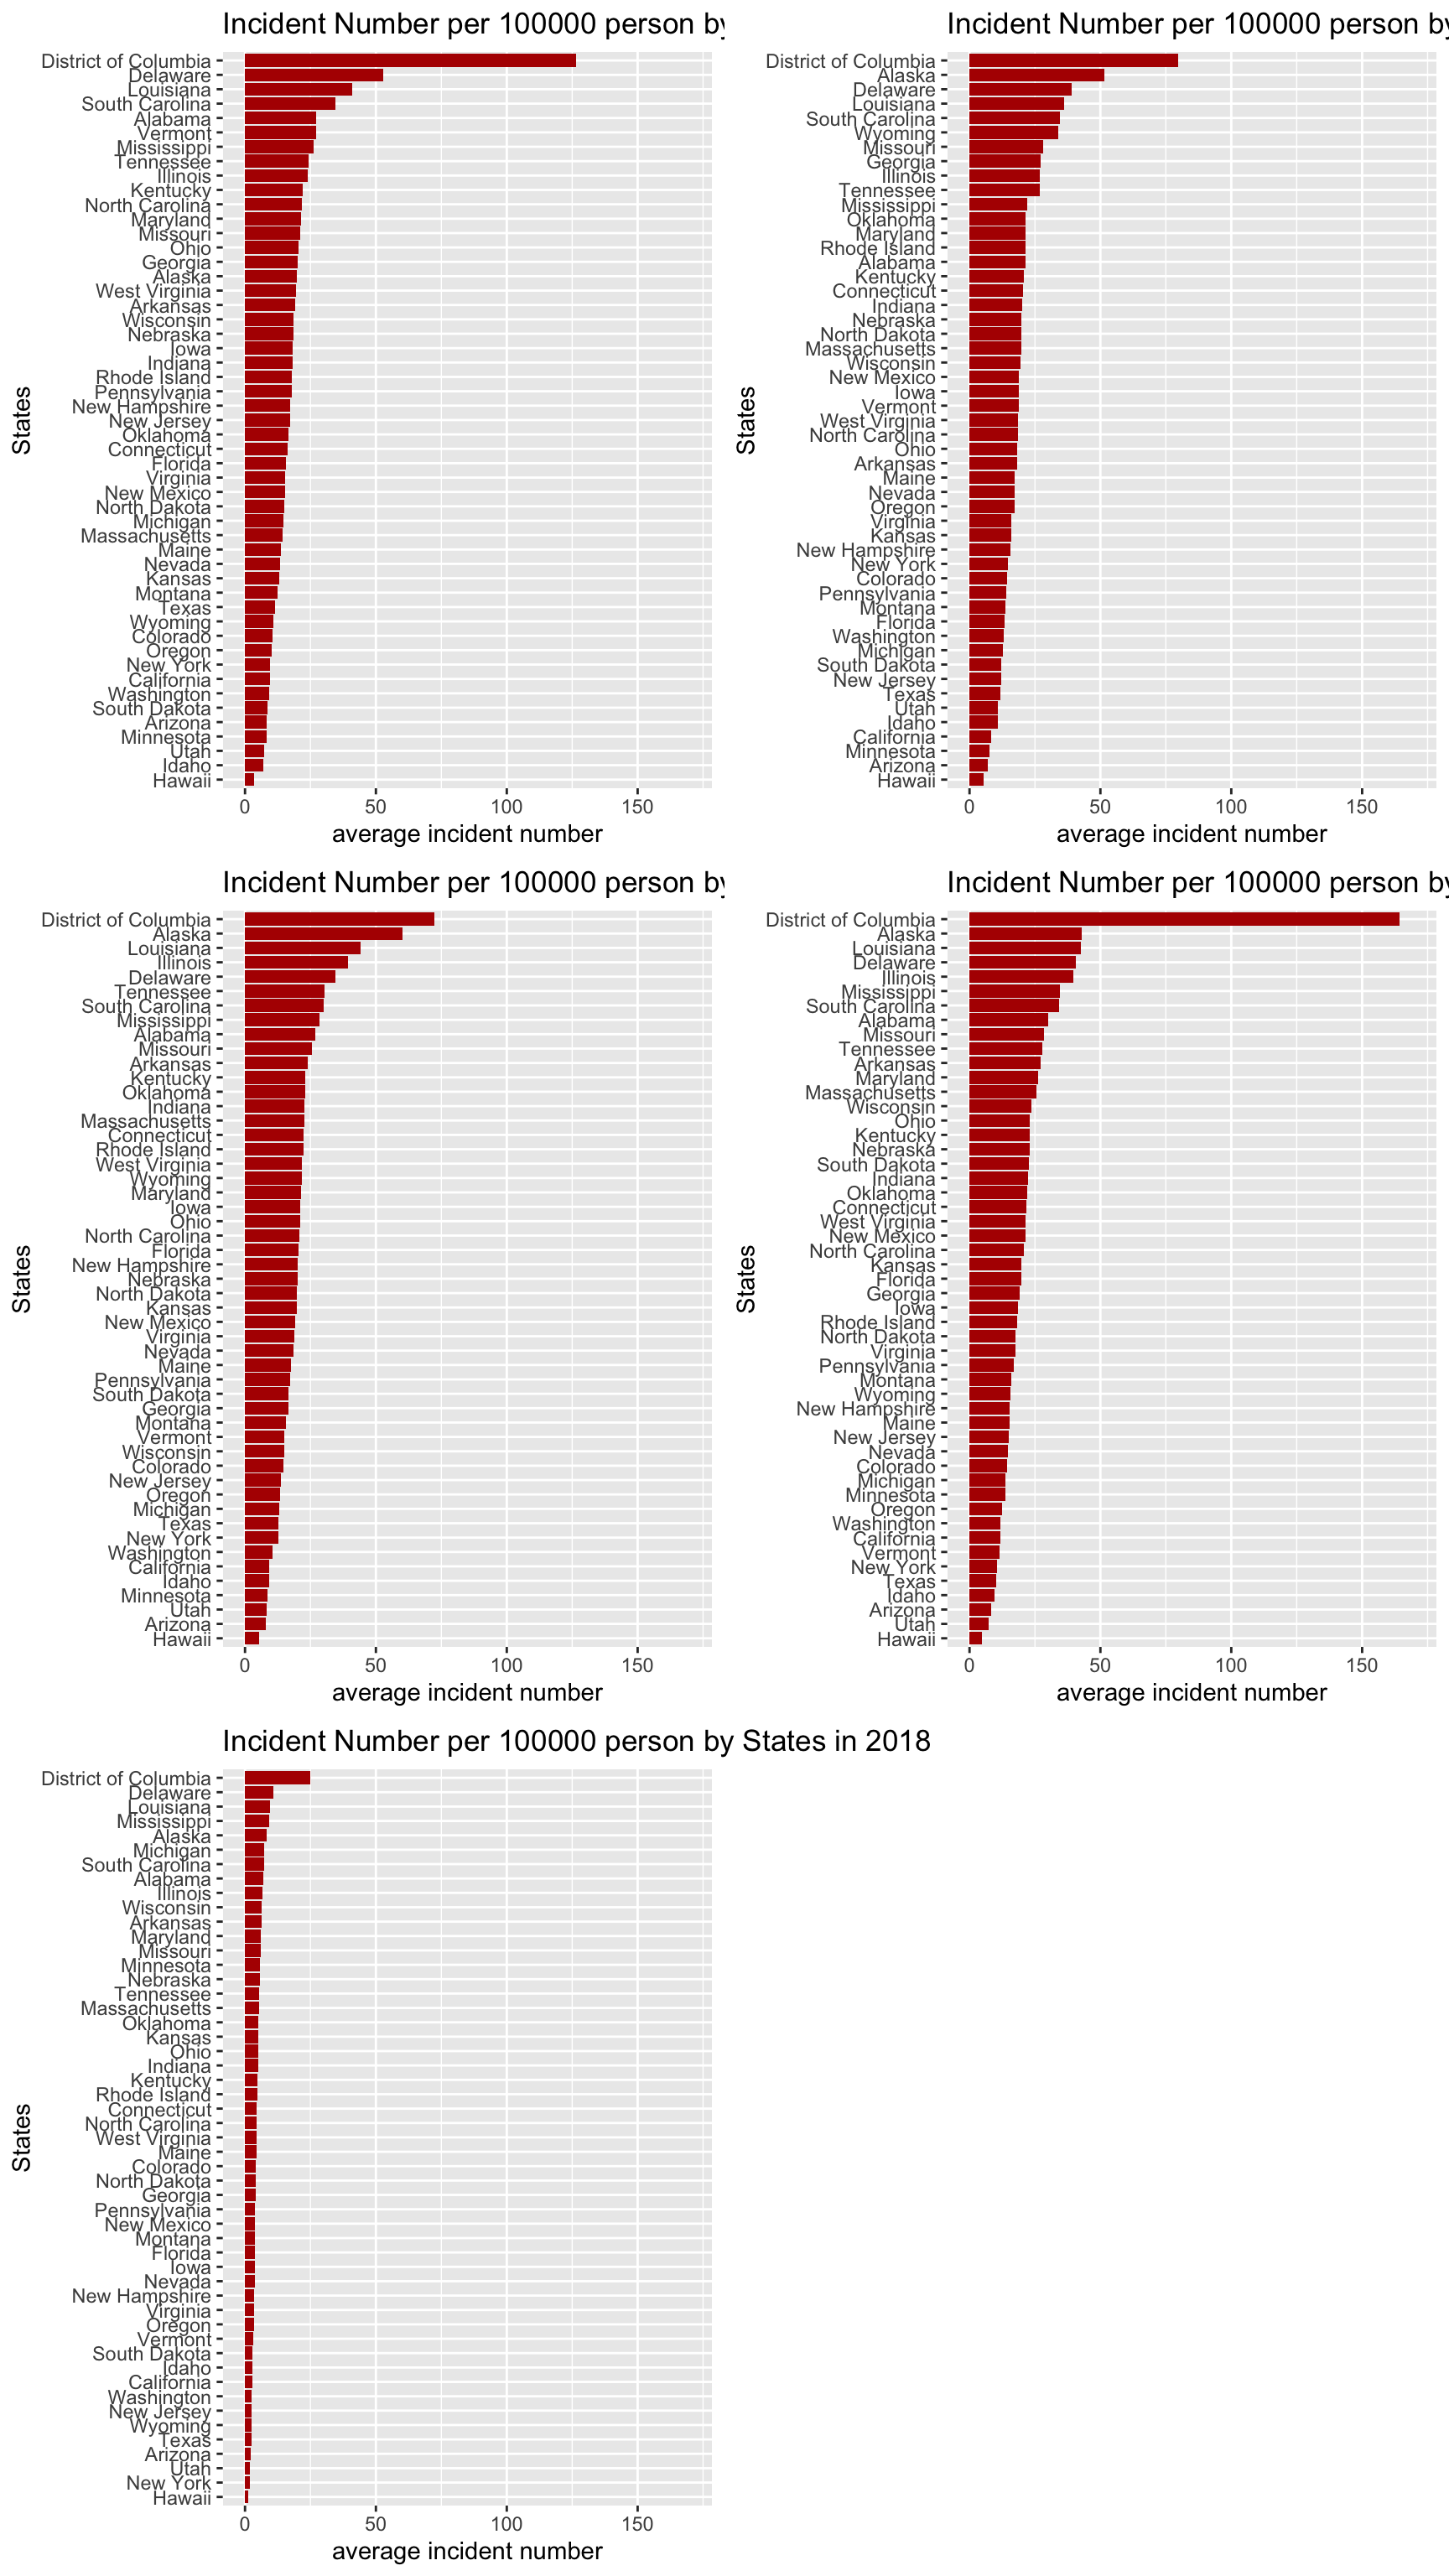 Incident Number per 100000 person by
States
District of Columbia
Delaware
Louisiana
South Carolina
Alabama
Vermont
Mississippi
Tennessee
Illinois
Kentucky
North Carolina
Maryland
Missouri
Ohio
Georgia
Alaska
West Virginia
Arkansas
Wisconsin
Nebraska
Iowa
Indiana
Rhode Island
Pennsylvania
New Hampshire
New Jersey
Oklahoma
Connecticut
Florida
Virginia
New Mexico
North Dakota
Michigan
Massachusetts
Maine
Nevada
Kansas
Montana
Texas
Wyoming
Colorado
Oregon
New York
California
Washington
South Dakota
Arizona
Minnesota
Utah
Idaho
Hawaii
0 50 100 150
average incident number
Incident Number per 100000 person by
States
District of Columbia
Alaska
Delaware
Louisiana
South Carolina
Wyoming
Missouri
Georgia
Illinois
Tennessee
Mississippi
Oklahoma
Maryland
Rhode Island
Alabama
Kentucky
Connecticut
Indiana
Nebraska
North Dakota
Massachusetts
Wisconsin
New Mexico
Iowa
Vermont
West Virginia
North Carolina
Ohio
Arkansas
Maine
Nevada
Oregon
Virginia
Kansas
New Hampshire
New York
Colorado
Pennsylvania
Montana
Florida
Washington
Michigan
South Dakota
New Jersey
Texas
Utah
Idaho
California
Minnesota
Arizona
Hawaii
0 50 100 150
average incident number
Incident Number per 100000 person by
States
District of Columbia
Alaska
Louisiana
Illinois
Delaware
Tennessee
South Carolina
Mississippi
Alabama
Missouri
Arkansas
Kentucky
Oklahoma
Indiana
Massachusetts
Connecticut
Rhode Island
West Virginia
Wyoming
Maryland
Iowa
Ohio
North Carolina
Florida
New Hampshire
Nebraska
North Dakota
Kansas
New Mexico
Virginia
Nevada
Maine
Pennsylvania
South Dakota
Georgia
Montana
Vermont
Wisconsin
Colorado
New Jersey
Oregon
Michigan
Texas
New York
Washington
California
Idaho
Minnesota
Utah
Arizona
Hawaii
0 50 100 150
average incident number
Incident Number per 100000 person by
States
District of Columbia
Alaska
Louisiana
Delaware
Illinois
Mississippi
South Carolina
Alabama
Missouri
Tennessee
Arkansas
Maryland
Massachusetts
Wisconsin
Ohio
Kentucky
Nebraska
South Dakota
Indiana
Oklahoma
Connecticut
West Virginia
New Mexico
North Carolina
Kansas
Florida
Georgia
Iowa
Rhode Island
North Dakota
Virginia
Pennsylvania
Montana
Wyoming
New Hampshire
Maine
New Jersey
Nevada
Colorado
Michigan
Minnesota
Oregon
Washington
California
Vermont
New York
Texas
Idaho
Arizona
Utah
Hawaii
0 50 100 150
average incident number
Incident Number per 100000 person by States in 2018
States
District of Columbia
Delaware
Louisiana
Mississippi
Alaska
Michigan
South Carolina
Alabama
Illinois
Wisconsin
Arkansas
Maryland
Missouri
Minnesota
Nebraska
Tennessee
Massachusetts
Oklahoma
Kansas
Ohio
Indiana
Kentucky
Rhode Island
Connecticut
North Carolina
West Virginia
Maine
Colorado
North Dakota
Georgia
Pennsylvania
New Mexico
Montana
Florida
Iowa
Nevada
New Hampshire
Virginia
Oregon
Vermont
South Dakota
Idaho
California
Washington
New Jersey
Wyoming
Texas
Arizona
Utah
New York
Hawaii
0 50 100 150
average incident number